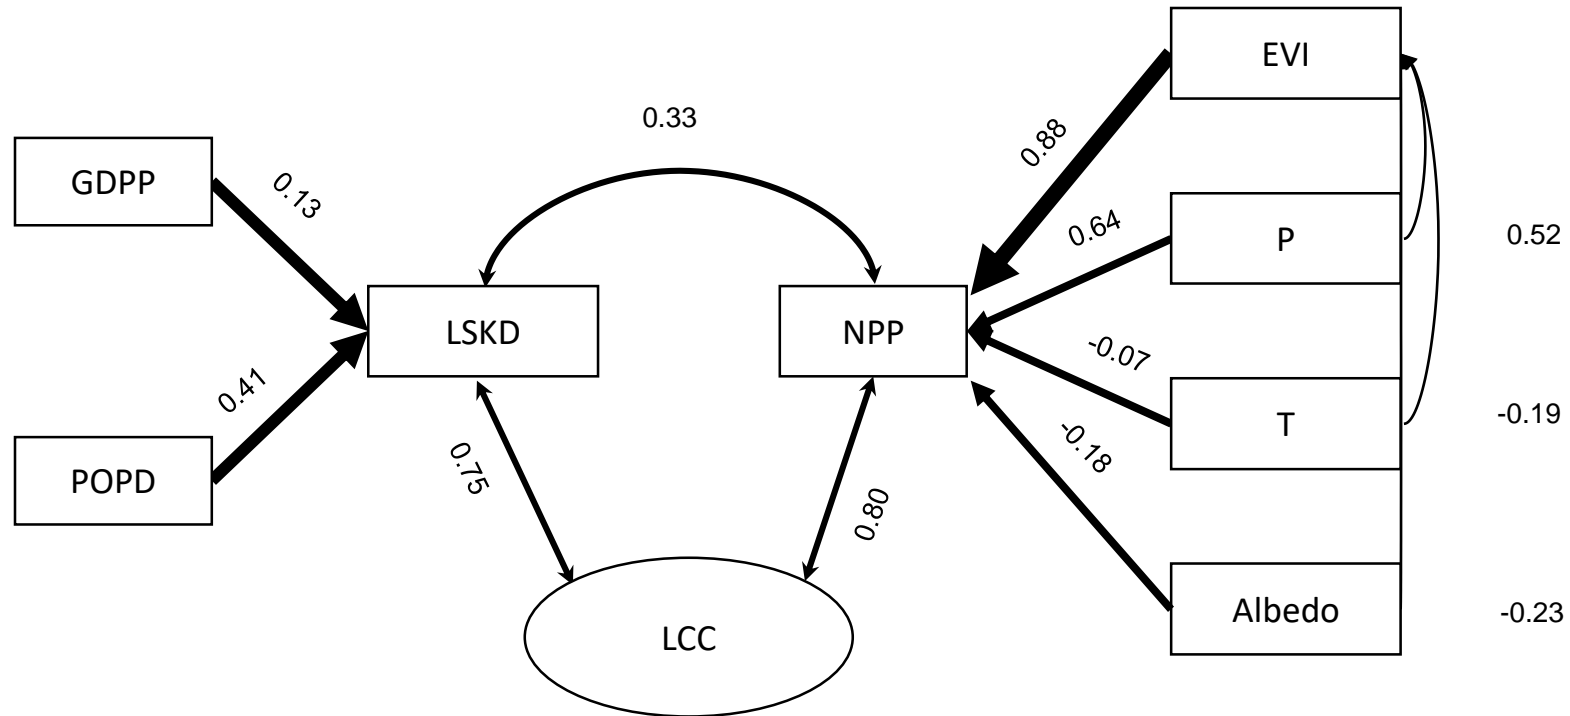 EVI
0.33
0.88
GDPP
0.13
0.64
P
0.52
LSKD
NPP
-0.07
0.41
-0.19
T
-0.18
POPD
0.75
0.80
Albedo
-0.23
LCC